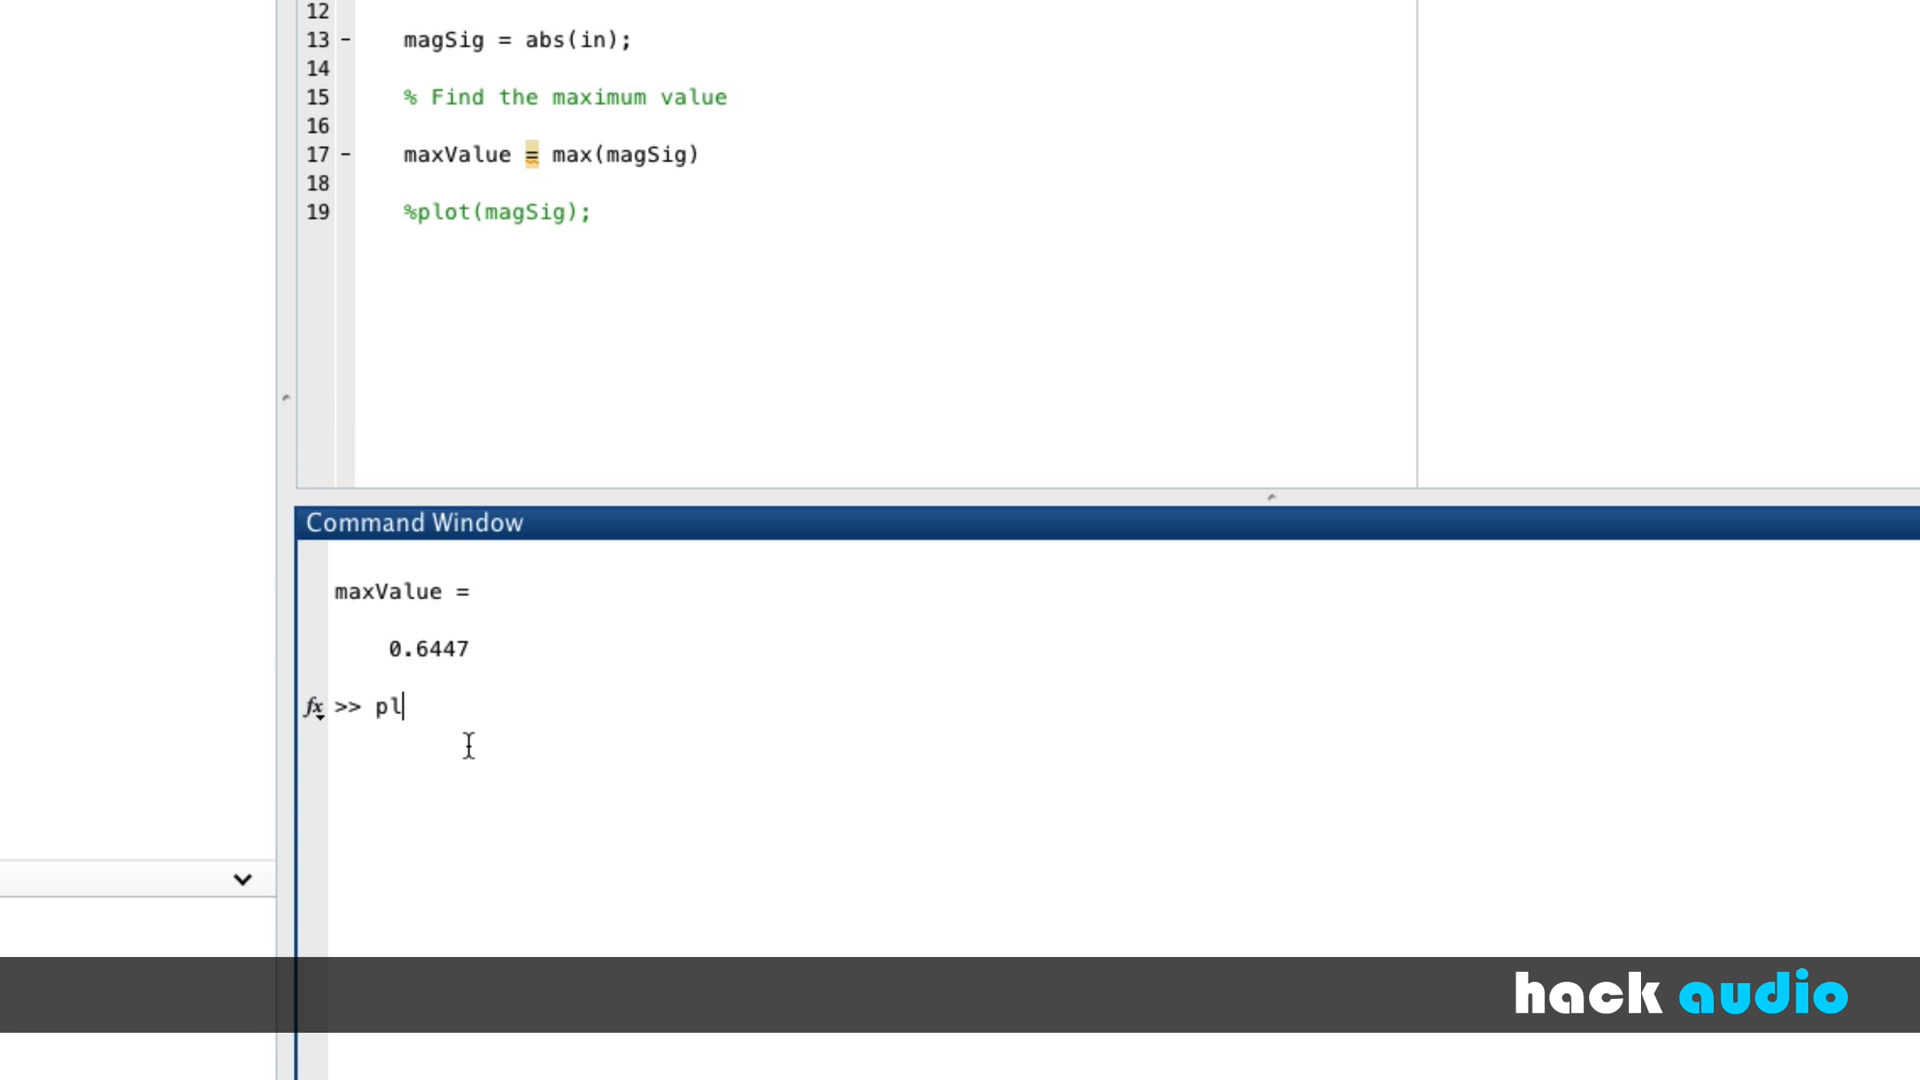 12
13 – magSig = abs(in);
14
15 % Find the maximum value
16
17 – maxValue = max(magSig)
18
19 %plot(magSig);
Command Window
maxValue =
0.6447
fx >> pl
hack audio